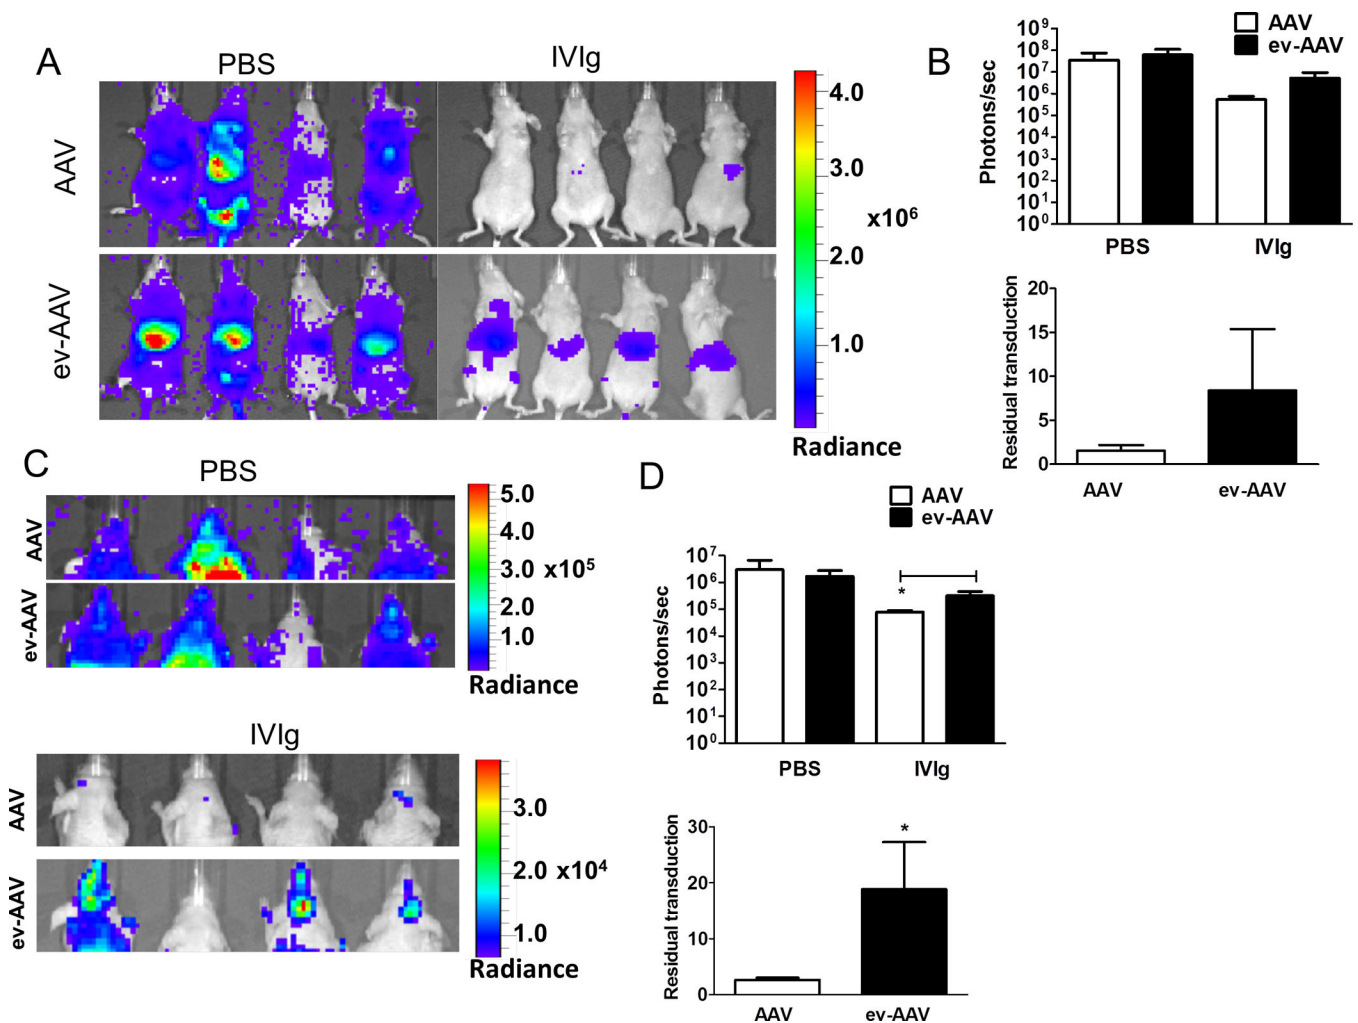 A
PBS
IVIg
AAV
ev-AAV
4.0
3.0
x10⁶
2.0
1.0
Radiance
B
AAV
ev-AAV
Photons/sec
10⁹
10⁸
10⁷
10⁶
10⁵
10⁴
10³
10²
10¹
10⁰
PBS
IVIg
Residual transduction
20
15
10
5
0
AAV
ev-AAV
C
PBS
AAV
ev-AAV
5.0
4.0
3.0 x10⁵
2.0
1.0
Radiance
IVIg
AAV
ev-AAV
3.0
2.0 x10⁴
1.0
Radiance
D
AAV
ev-AAV
Photons/sec
10⁷
10⁶
10⁵
10⁴
10³
10²
10¹
10⁰
*
PBS
IVIg
Residual transduction
30
20
10
0
*
AAV
ev-AAV